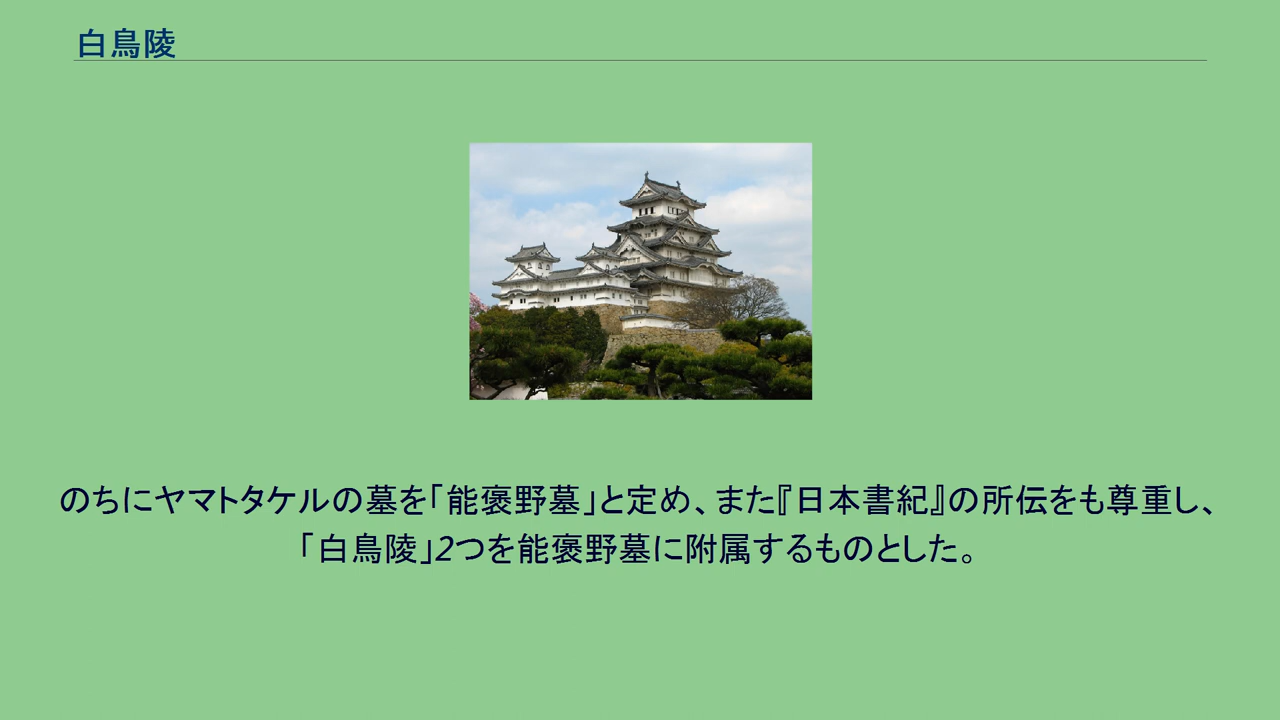 白鳥陵
のちにヤマトタケルの墓を「能褒野墓」と定め、また『日本書紀』の所伝をも尊重し、
「白鳥陵」2つを能褒野墓に附属するものとした。